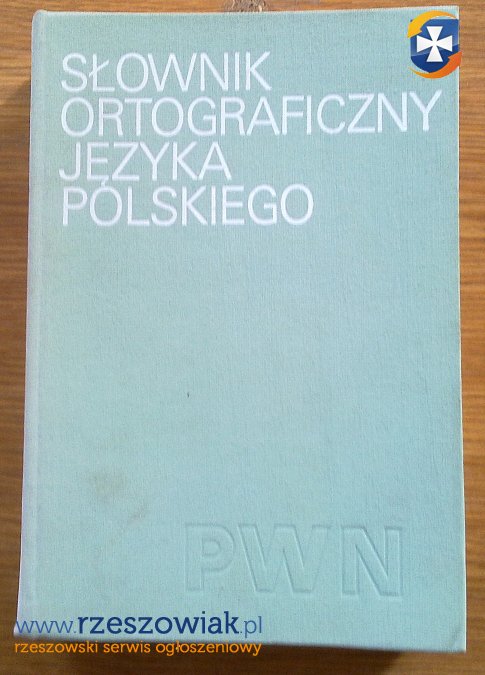 SŁOWNIK
ORTOGRAFICZNY
JĘZYKA
POLSKIEGO
PWN
www.rzeszowiak.pl
rzeszowski serwis ogłoszeniowy